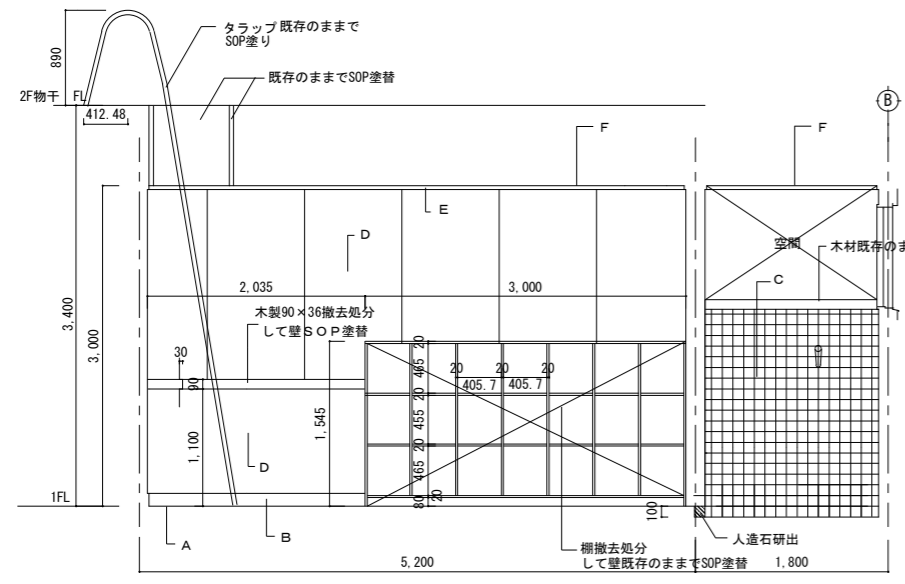 タラップ 既存のままで
SOP塗り
既存のままでSOP塗替
890
2F物干 FL
412.48
B
F
F
E
D
空間
木材既存のま
C
2,035
3,000
3,400
3,000
木製90×36撤去処分
して壁SOP塗替
30
90
1,100
1,545
20
465
20
455
20
465
20
80
20
20
20
405.7
405.7
D
1FL
A
B
100
人造石研出
棚撤去処分
して壁既存のままでSOP塗替
5,200
1,800